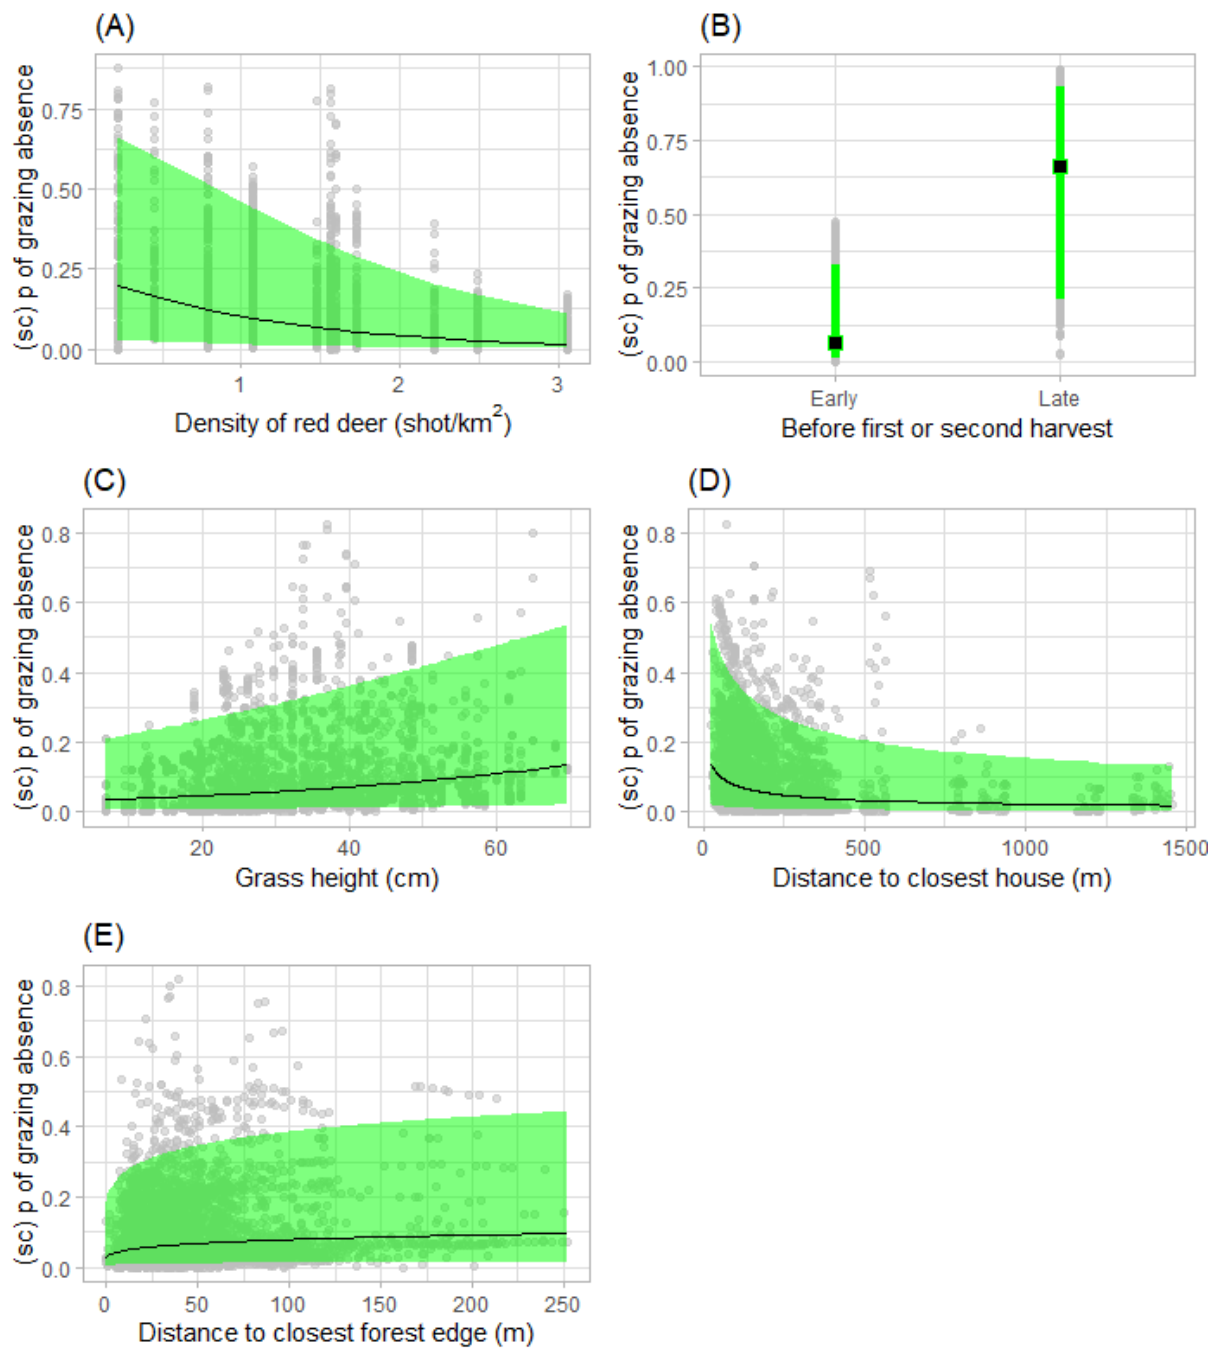 (A)
(sc) p of grazing absence
0.75
0.50
0.25
0.00
1 2 3
Density of red deer (shot/km²)
(B)
(sc) p of grazing absence
1.00
0.75
0.50
0.25
0.00
Early Late
Before first or second harvest
(C)
(sc) p of grazing absence
0.8
0.6
0.4
0.2
0.0
20 40 60
Grass height (cm)
(D)
(sc) p of grazing absence
0.8
0.6
0.4
0.2
0.0
0 500 1000 1500
Distance to closest house (m)
(E)
(sc) p of grazing absence
0.8
0.6
0.4
0.2
0.0
0 50 100 150 200 250
Distance to closest forest edge (m)